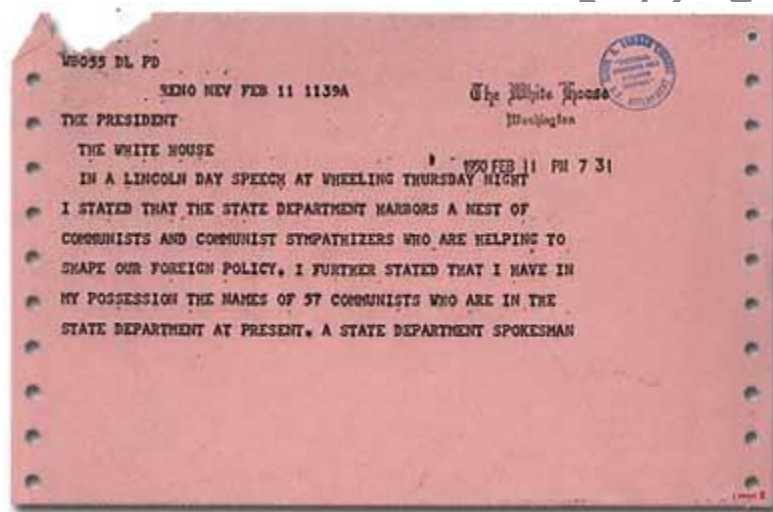 WB055 DL PD
RENO NEV FEB 11 1139A
The White House
Washington
THE PRESIDENT
THE WHITE HOUSE
1950 FEB 11 PM 7 31
IN A LINCOLN DAY SPEECH AT WHEELING THURSDAY NIGHT
I STATED THAT THE STATE DEPARTMENT HARBORS A NEST OF
COMMUNISTS AND COMMUNIST SYMPATHIZERS WHO ARE HELPING TO
SHAPE OUR FOREIGN POLICY. I FURTHER STATED THAT I HAVE IN
MY POSSESSION THE NAMES OF 57 COMMUNISTS WHO ARE IN THE
STATE DEPARTMENT AT PRESENT. A STATE DEPARTMENT SPOKESMAN